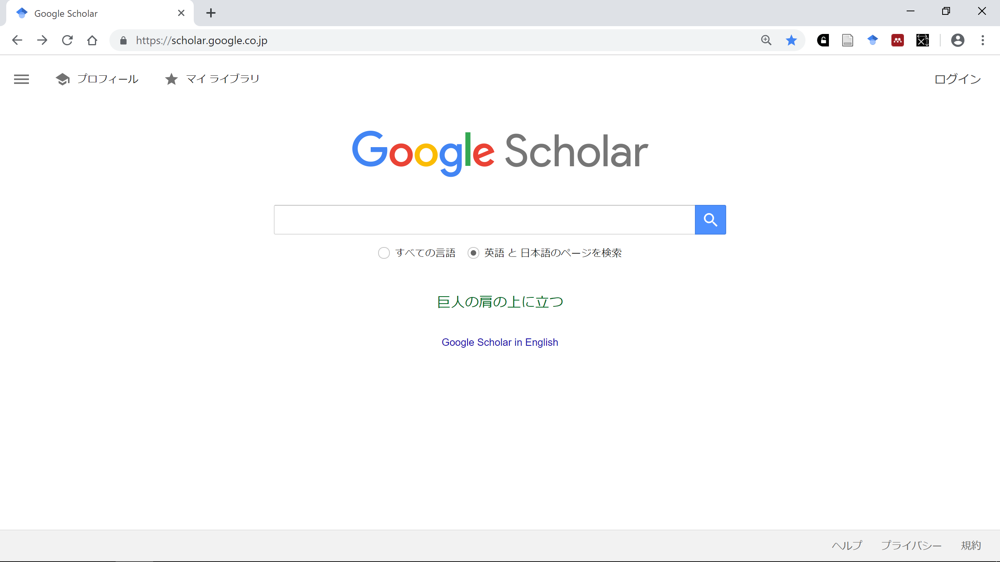 Google Scholar
https://scholar.google.co.jp
プロフィール マイ ライブラリ ログイン
Google Scholar
すべての言語 英語 と 日本語のページを検索
巨人の肩の上に立つ
Google Scholar in English
ヘルプ プライバシー 規約